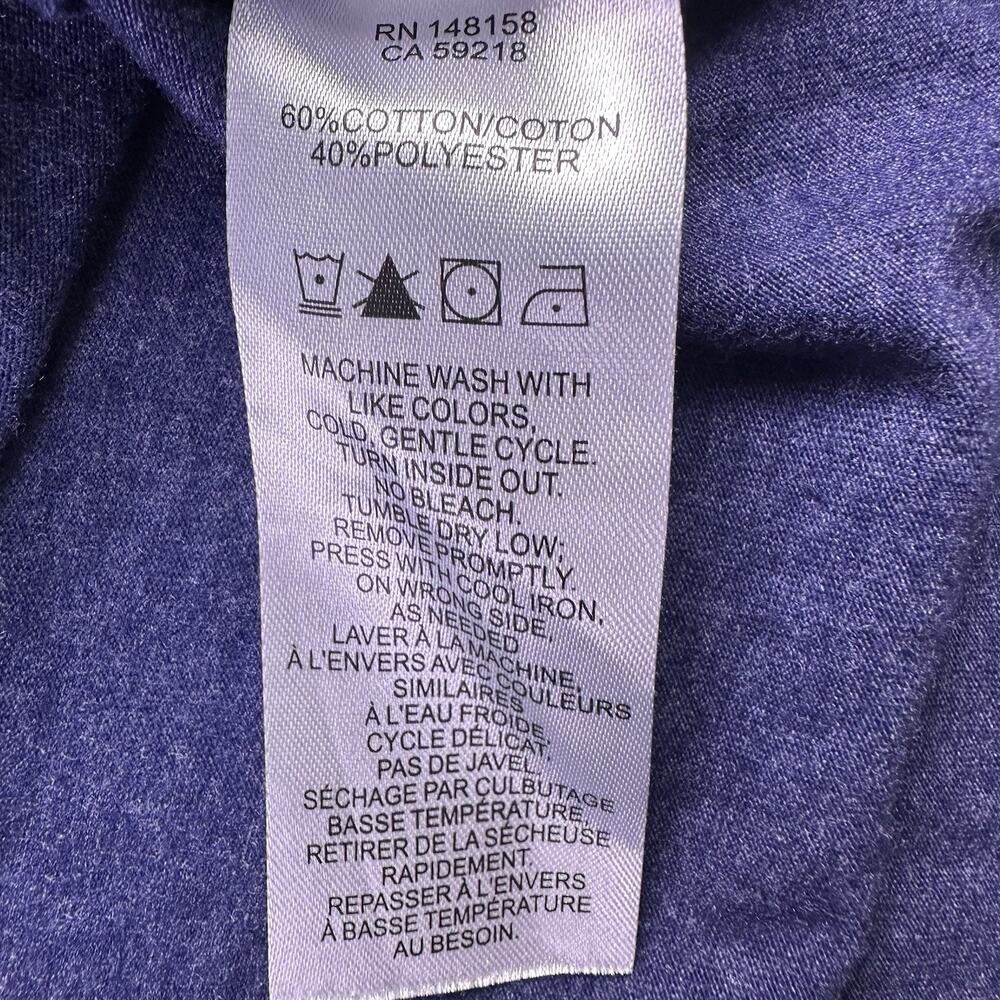 RN 148158
CA 59218
60%COTTON/COTON
40%POLYESTER
MACHINE WASH WITH
LIKE COLORS,
COLD, GENTLE CYCLE.
TURN INSIDE OUT.
NO BLEACH.
TUMBLE DRY LOW;
REMOVE PROMPTLY
PRESS WITH COOL IRON,
ON WRONG SIDE,
AS NEEDED
LAVER À LA MACHINE,
À L'ENVERS AVEC COULEURS
SIMILAIRES
À L'EAU FROIDE,
CYCLE DÉLICAT,
PAS DE JAVEL.
SÉCHAGE PAR CULBUTAGE
BASSE TEMPÉRATURE,
RETIRER DE LA SÉCHEUSE
RAPIDEMENT.
REPASSER À L'ENVERS
À BASSE TEMPÉRATURE
AU BESOIN.